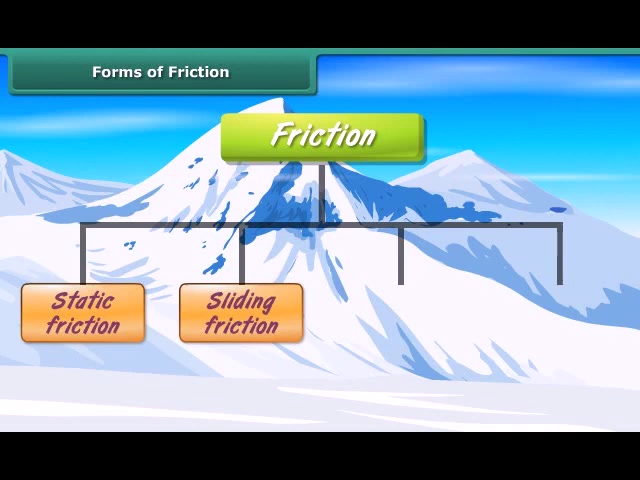 Forms of Friction
Friction
Static
friction
Sliding
friction